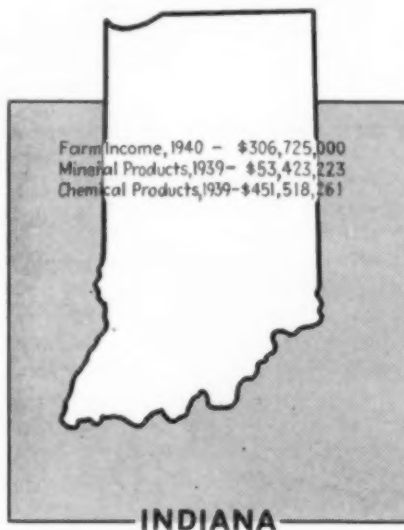 Farm Income, 1940 - $306,725,000
Mineral Products, 1939- $53,423,223
Chemical Products, 1939-$451,518,261
INDIANA